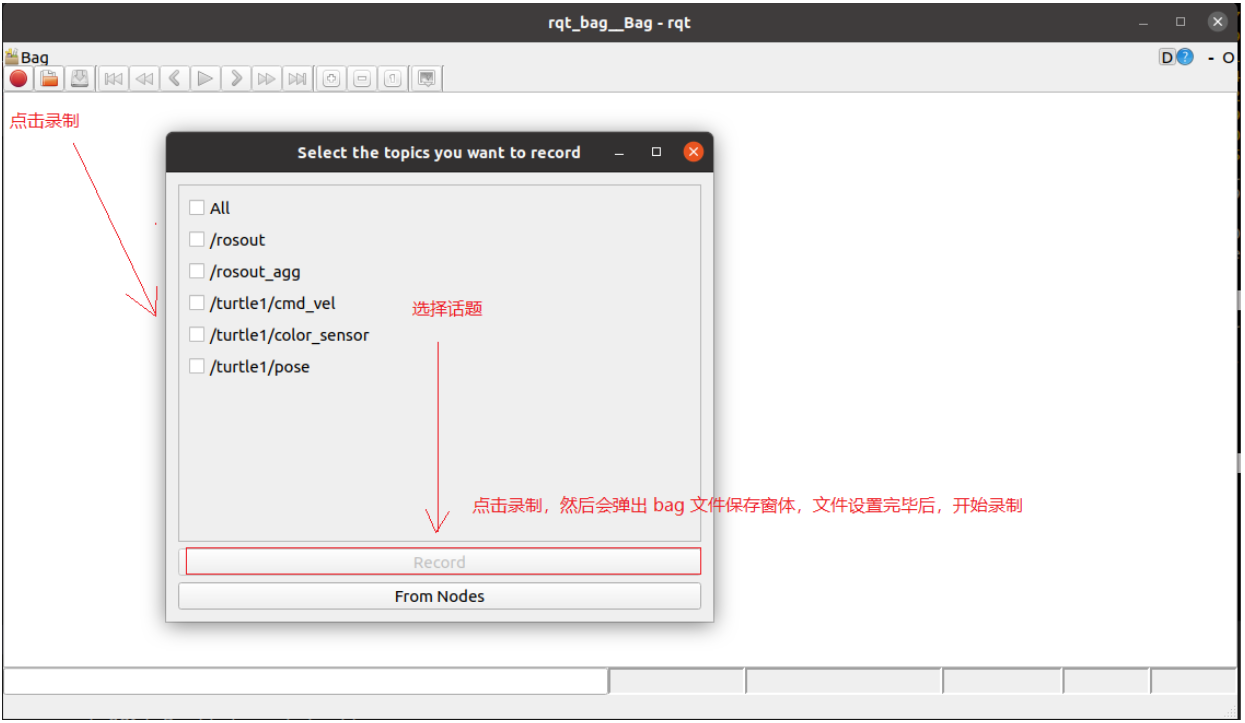 rqt_bag__Bag - rqt
Bag
D
- O
点击录制
Select the topics you want to record
All
/rosout
/rosout_agg
/turtle1/cmd_vel
选择话题
/turtle1/color_sensor
/turtle1/pose
点击录制，然后会弹出 bag 文件保存窗体，文件设置完毕后，开始录制
Record
From Nodes